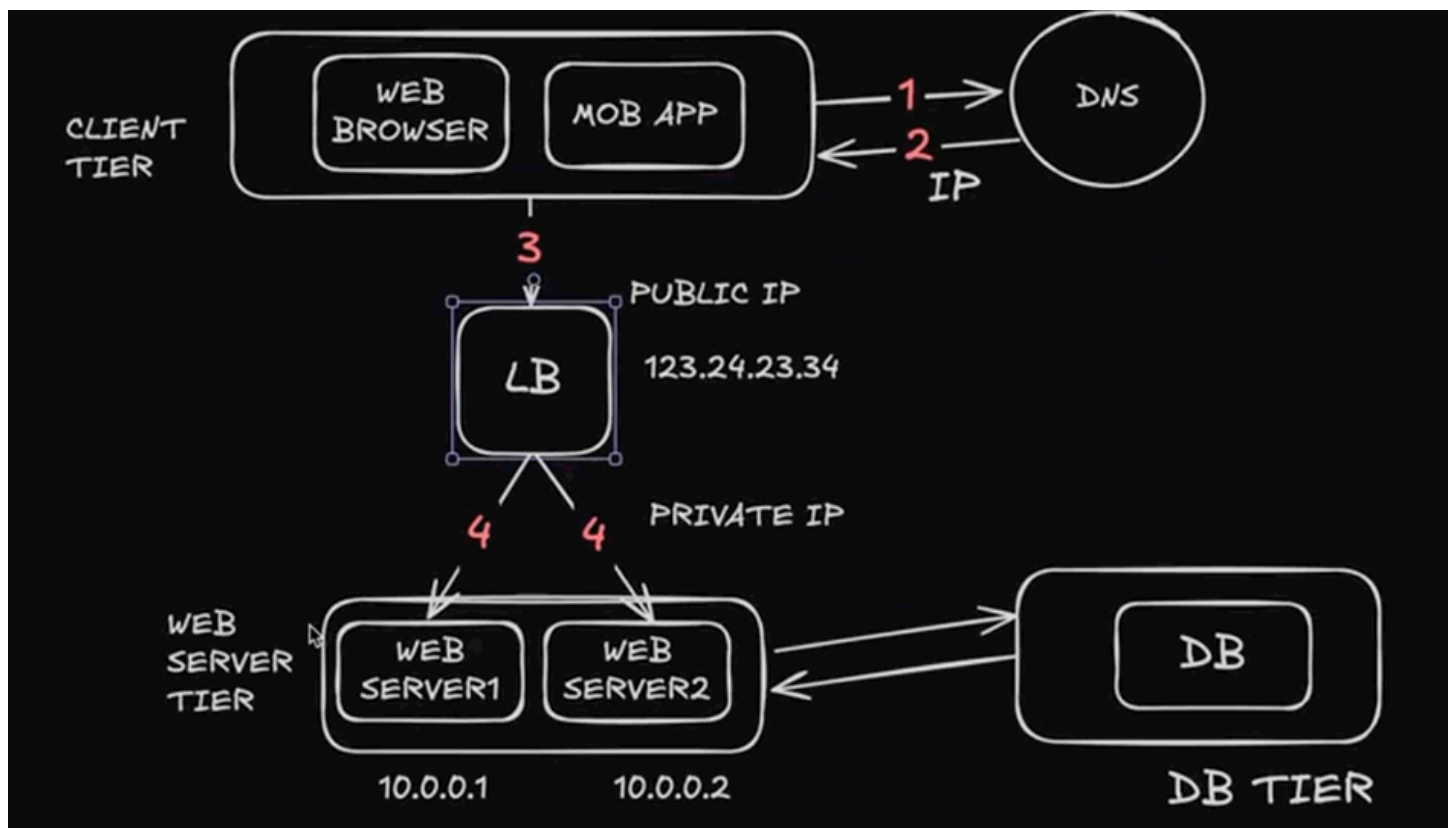 CLIENT
TIER
WEB
BROWSER
MOB APP
1
2
IP
DNS
3
PUBLIC IP
LB
123.24.23.34
4
4
PRIVATE IP
WEB
SERVER
TIER
WEB
SERVER1
WEB
SERVER2
10.0.0.1
10.0.0.2
DB
DB TIER